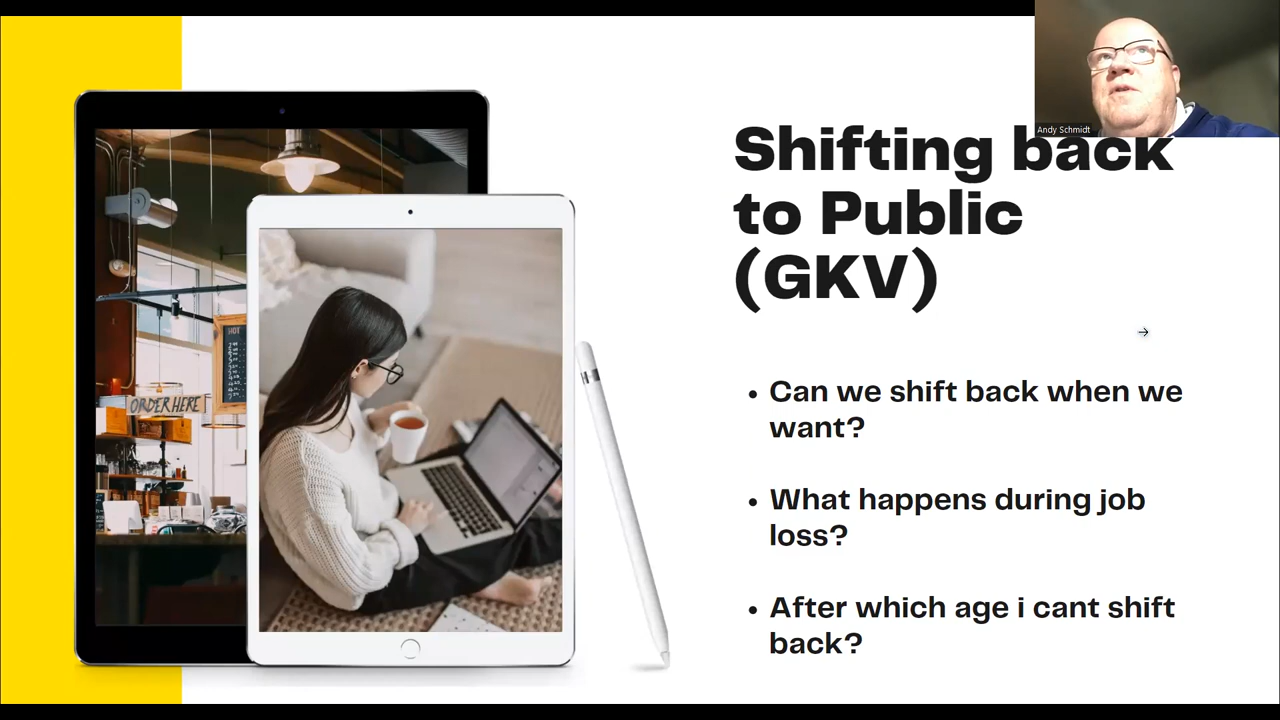 Andy Schmidt
Shifting back
to Public
(GKV)
Can we shift back when we
want?
What happens during job
loss?
After which age i cant shift
back?
HOT
ORDER HERE